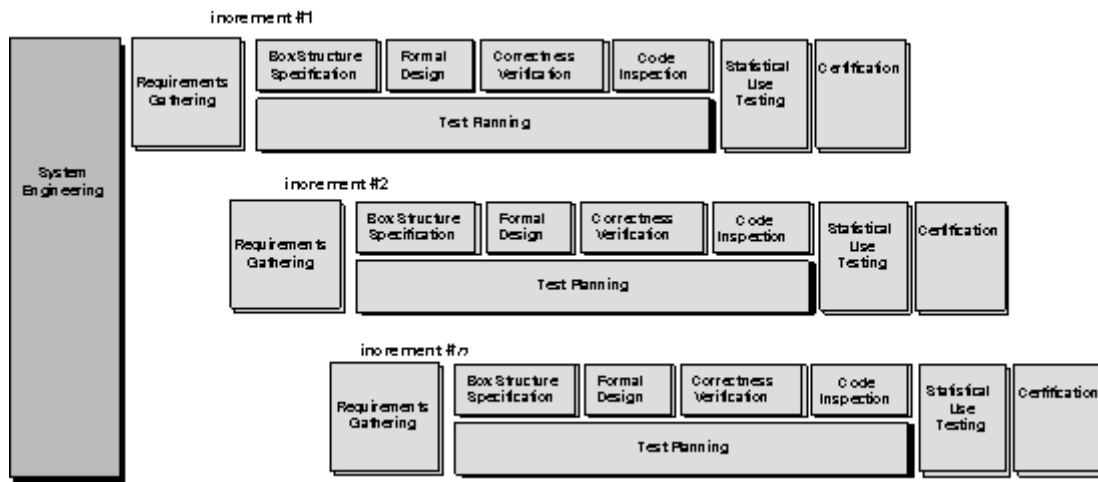 increment #1
System
Engineering
Requirements
Gathering
Box Structure
Specification
Formal
Design
Correctness
Verification
Code
Inspection
Test Planning
Statistical
Use
Testing
Certification
increment #2
Requirements
Gathering
Box Structure
Specification
Formal
Design
Correctness
Verification
Code
Inspection
Test Planning
Statistical
Use
Testing
Certification
increment #n
Requirements
Gathering
Box Structure
Specification
Formal
Design
Correctness
Verification
Code
Inspection
Test Planning
Statistical
Use
Testing
Certification